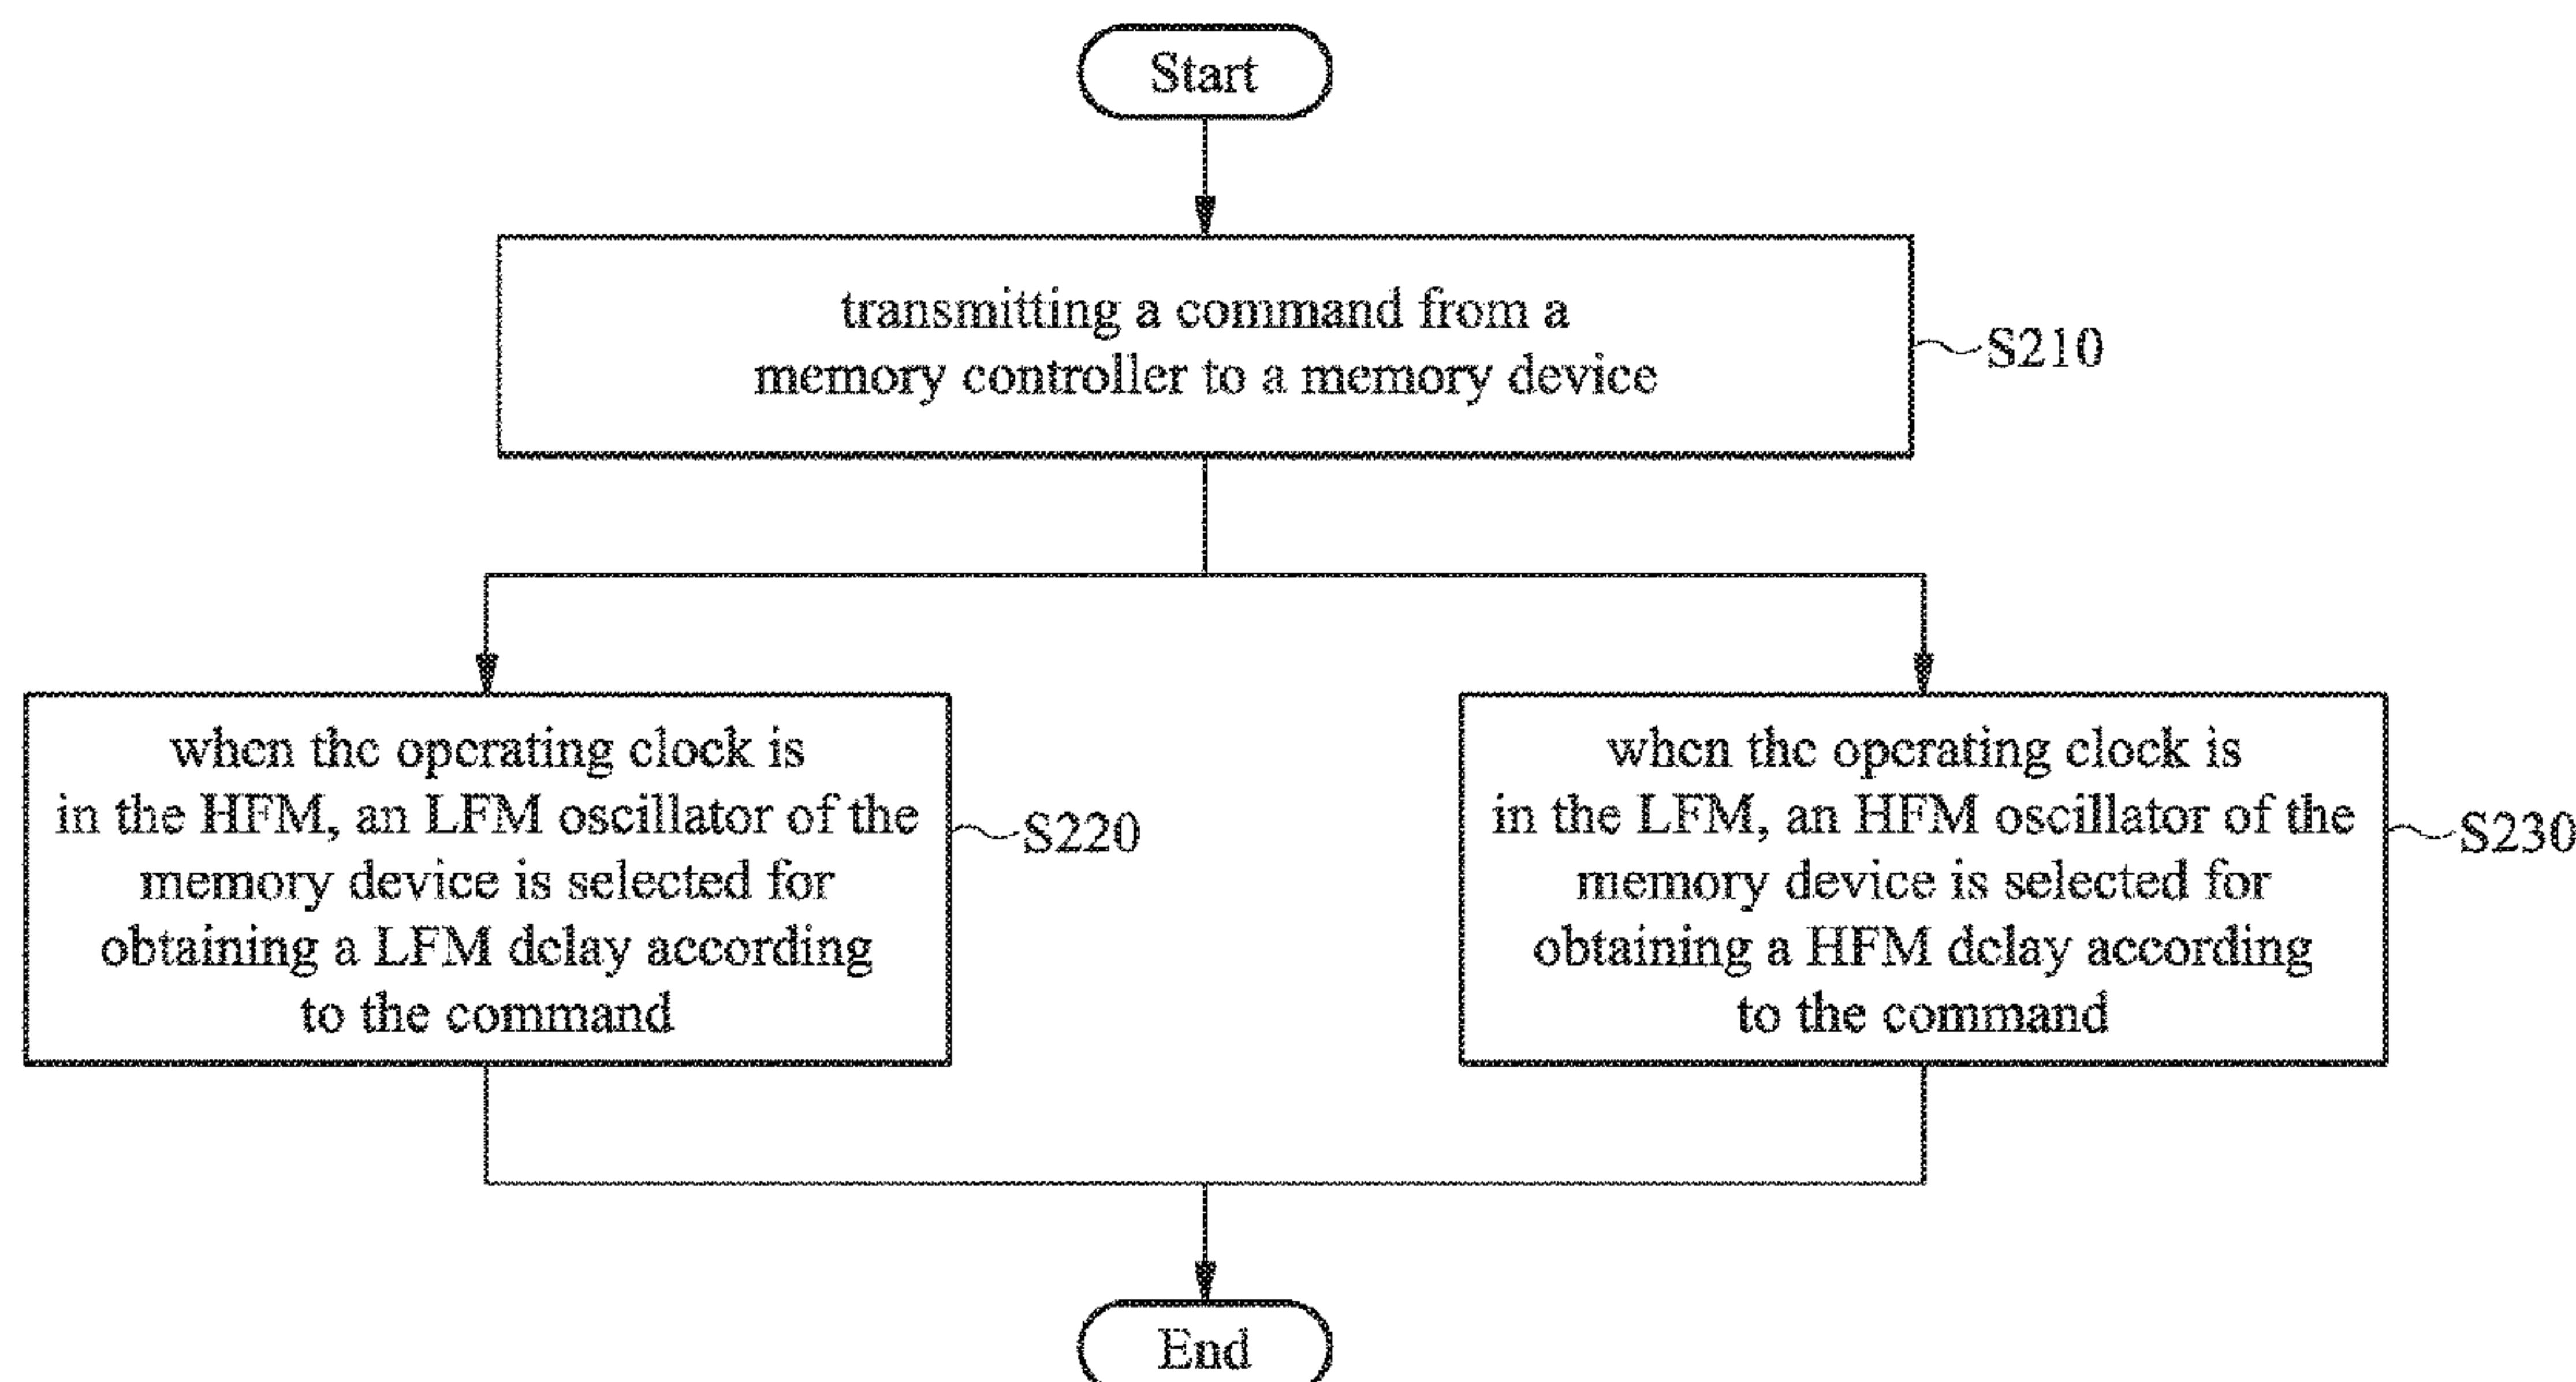 Start
transmitting a command from a
memory controller to a memory device
S210
when the operating clock is
in the HFM, an LFM oscillator of the
memory device is selected for
obtaining a LFM delay according
to the command
S220
when the operating clock is
in the LFM, an HFM oscillator of the
memory device is selected for
obtaining a HFM delay according
to the command
S230
End